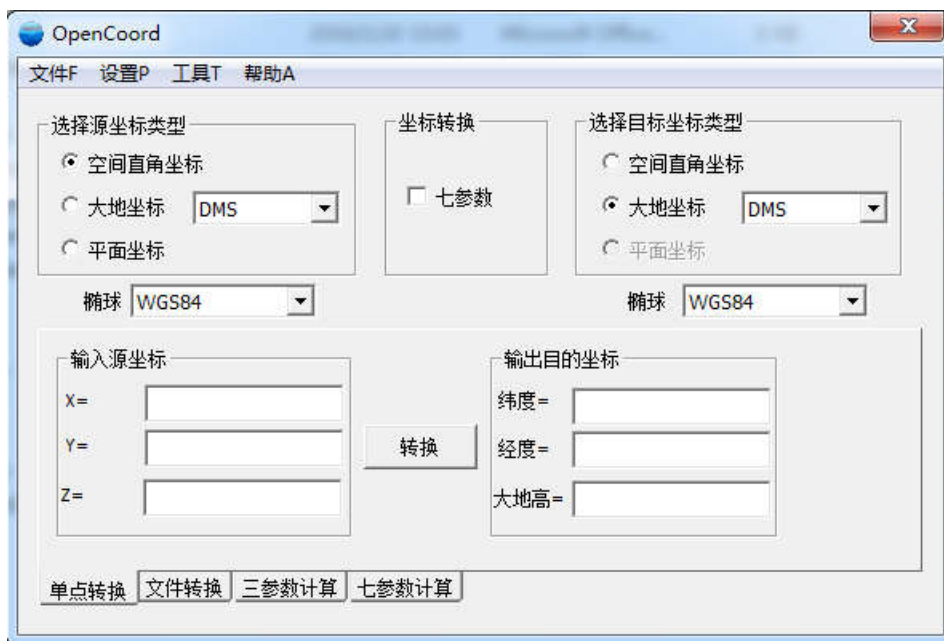 OpenCoord
文件F 设置P 工具T 帮助A
选择源坐标类型
空间直角坐标
大地坐标 DMS
平面坐标
椭球 WGS84
坐标转换
七参数
选择目标坐标类型
空间直角坐标
大地坐标 DMS
平面坐标
椭球 WGS84
输入源坐标
X=
Y=
Z=
转换
输出目的坐标
纬度=
经度=
大地高=
单点转换 文件转换 三参数计算 七参数计算